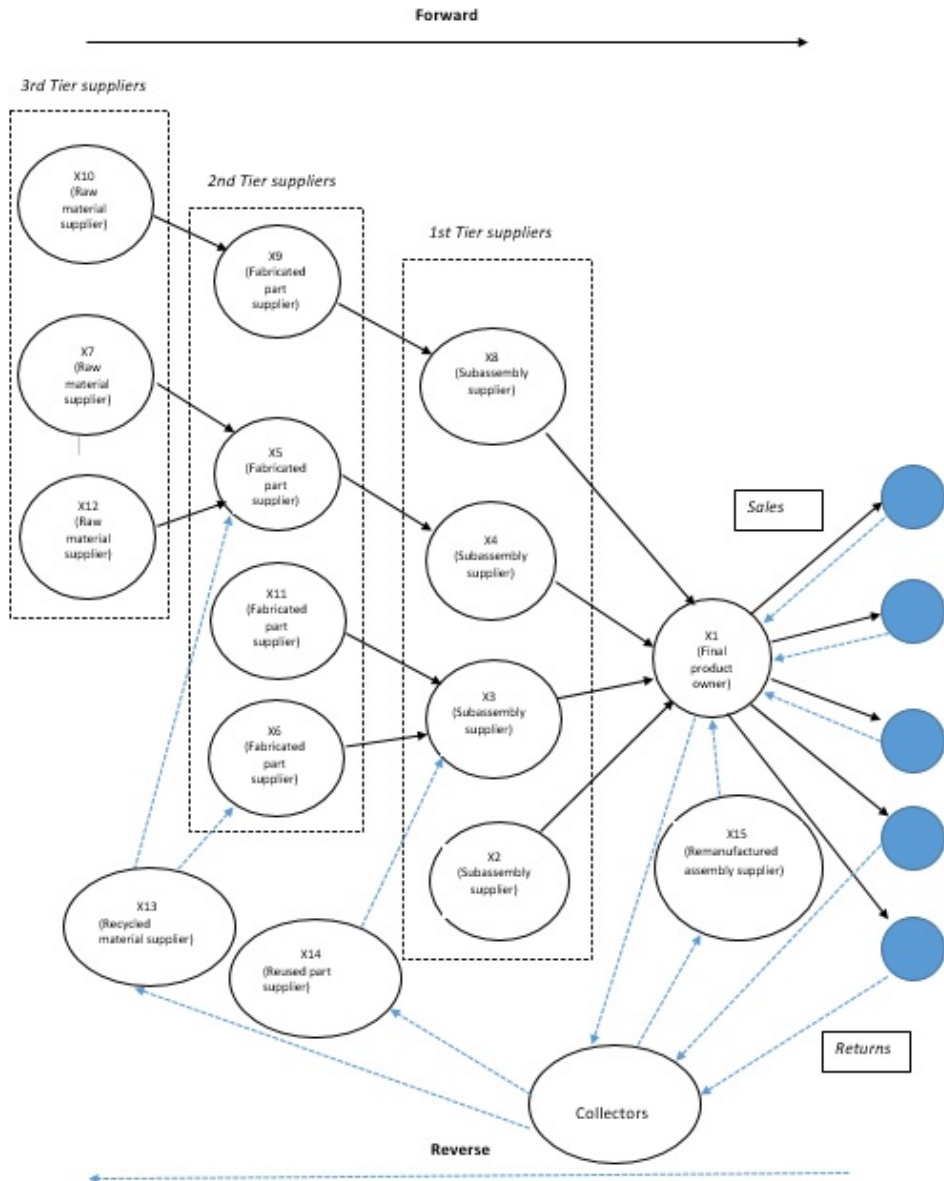 Forward
3rd Tier suppliers
2nd Tier suppliers
1st Tier suppliers
X10
(Raw
material
supplier)
X9
(Fabricated
part
supplier)
X7
(Raw
material
supplier)
X8
(Subassembly
supplier)
X5
(Fabricated
part
supplier)
X12
(Raw
material
supplier)
X4
(Subassembly
supplier)
Sales
X11
(Fabricated
part
supplier)
X1
(Final
product
owner)
X3
(Subassembly
supplier)
X6
(Fabricated
part
supplier)
X15
(Remanufactured
assembly supplier)
X2
(Subassembly
supplier)
X13
(Recycled
material supplier)
X14
(Reused part
supplier)
Returns
Collectors
Reverse